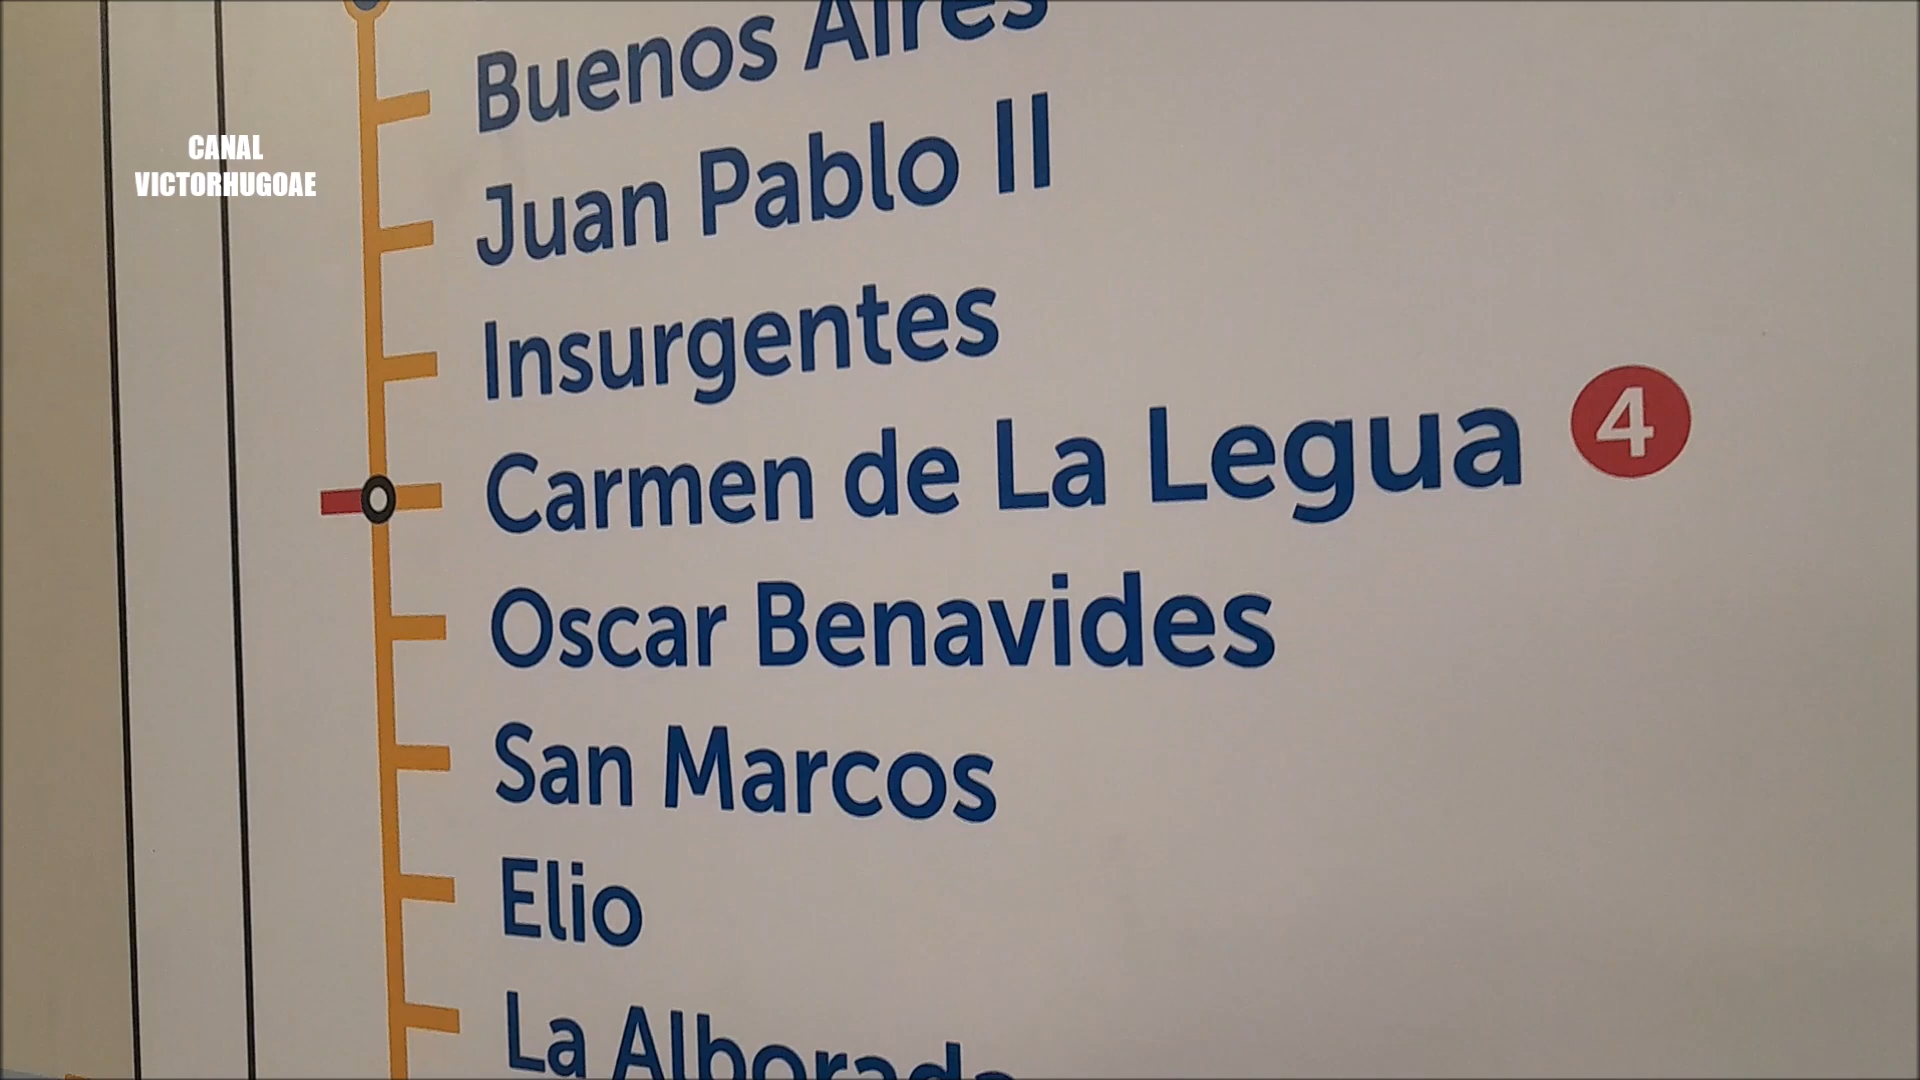 Buenos Aires
CANAL
VICTORHUGOAE
Juan Pablo II
Insurgentes
Carmen de La Legua 4
Oscar Benavides
San Marcos
Elio
La Alborada